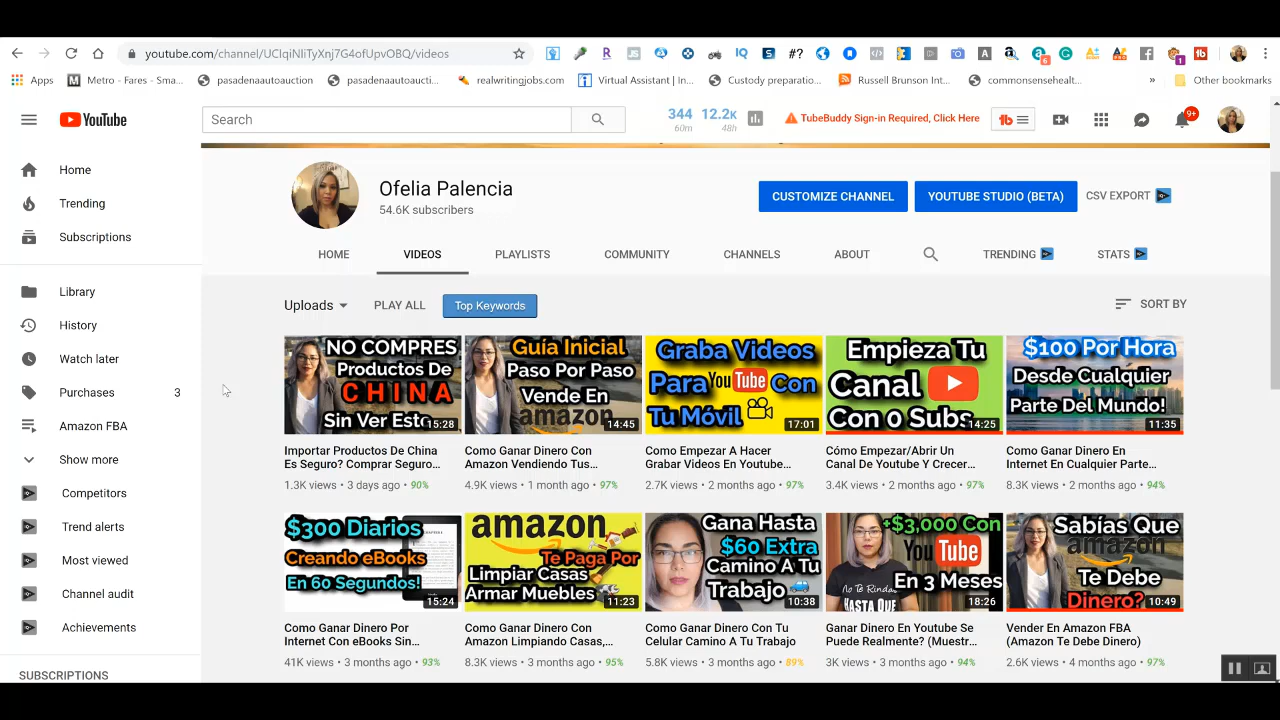 youtube.com/channel/UClqiNliTyXnj7G4ofUpvOBQ/videos
Apps
Metro - Fares - Sma...
pasadenaautoauction
pasadenaautoaucti...
realwritingjobs.com
Virtual Assistant | In...
Custody preparatio...
Russell Brunson Int...
commonsensehealt...
»
Other bookmarks
YouTube
Search
344
60m
12.2K
48h
TubeBuddy Sign-in Required, Click Here
9+
Home
Trending
Subscriptions
Library
History
Watch later
Purchases 3
Amazon FBA
Show more
Competitors
Trend alerts
Most viewed
Channel audit
Achievements
SUBSCRIPTIONS
Ofelia Palencia
54.6K subscribers
CUSTOMIZE CHANNEL
YOUTUBE STUDIO (BETA)
CSV EXPORT
HOME
VIDEOS
PLAYLISTS
COMMUNITY
CHANNELS
ABOUT
TRENDING
STATS
Uploads
PLAY ALL
Top Keywords
SORT BY
NO COMPRES
Productos De
CHINA
Sin Ver Esto
15:28
Importar Productos De China
Es Seguro? Comprar Seguro...
1.3K views • 3 days ago • 90%
Guía Inicial
Paso Por Paso
Vende En
amazon
14:45
Como Ganar Dinero Con
Amazon Vendiendo Tus...
4.9K views • 1 month ago • 97%
Graba Videos
Para YouTube Con
Tu Móvil
17:01
Como Empezar A Hacer
Grabar Videos En Youtube...
2.7K views • 2 months ago • 97%
Empieza Tu
Canal
Con 0 Subs
14:25
Cómo Empezar/Abrir Un
Canal De Youtube Y Crecer...
3.4K views • 2 months ago • 97%
$100 Por Hora
Desde Cualquier
Parte Del Mundo!
11:35
Como Ganar Dinero En
Internet En Cualquier Parte...
8.3K views • 2 months ago • 94%
$300 Diarios
Creando eBooks
En 60 Segundos!
15:24
Como Ganar Dinero Por
Internet Con eBooks Sin...
41K views • 3 months ago • 93%
amazon
Te Paga Por
Limpiar Casas
Armar Muebles
11:23
Como Ganar Dinero Con
Amazon Limpiando Casas,...
8.3K views • 3 months ago • 95%
Gana Hasta
$60 Extra
Camino A Tu
Trabajo
10:38
Como Ganar Dinero Con Tu
Celular Camino A Tu Trabajo
5.8K views • 3 months ago • 89%
+$3,000 Con
YouTube
En 3 Meses
No Te Rindas
HASTA QUE
18:26
Ganar Dinero En Youtube Se
Puede Realmente? (Muestr...
3K views • 3 months ago • 94%
Sabías Que
amazon
Te Debe
Dinero?
10:49
Vender En Amazon FBA
(Amazon Te Debe Dinero)
2.6K views • 4 months ago • 97%